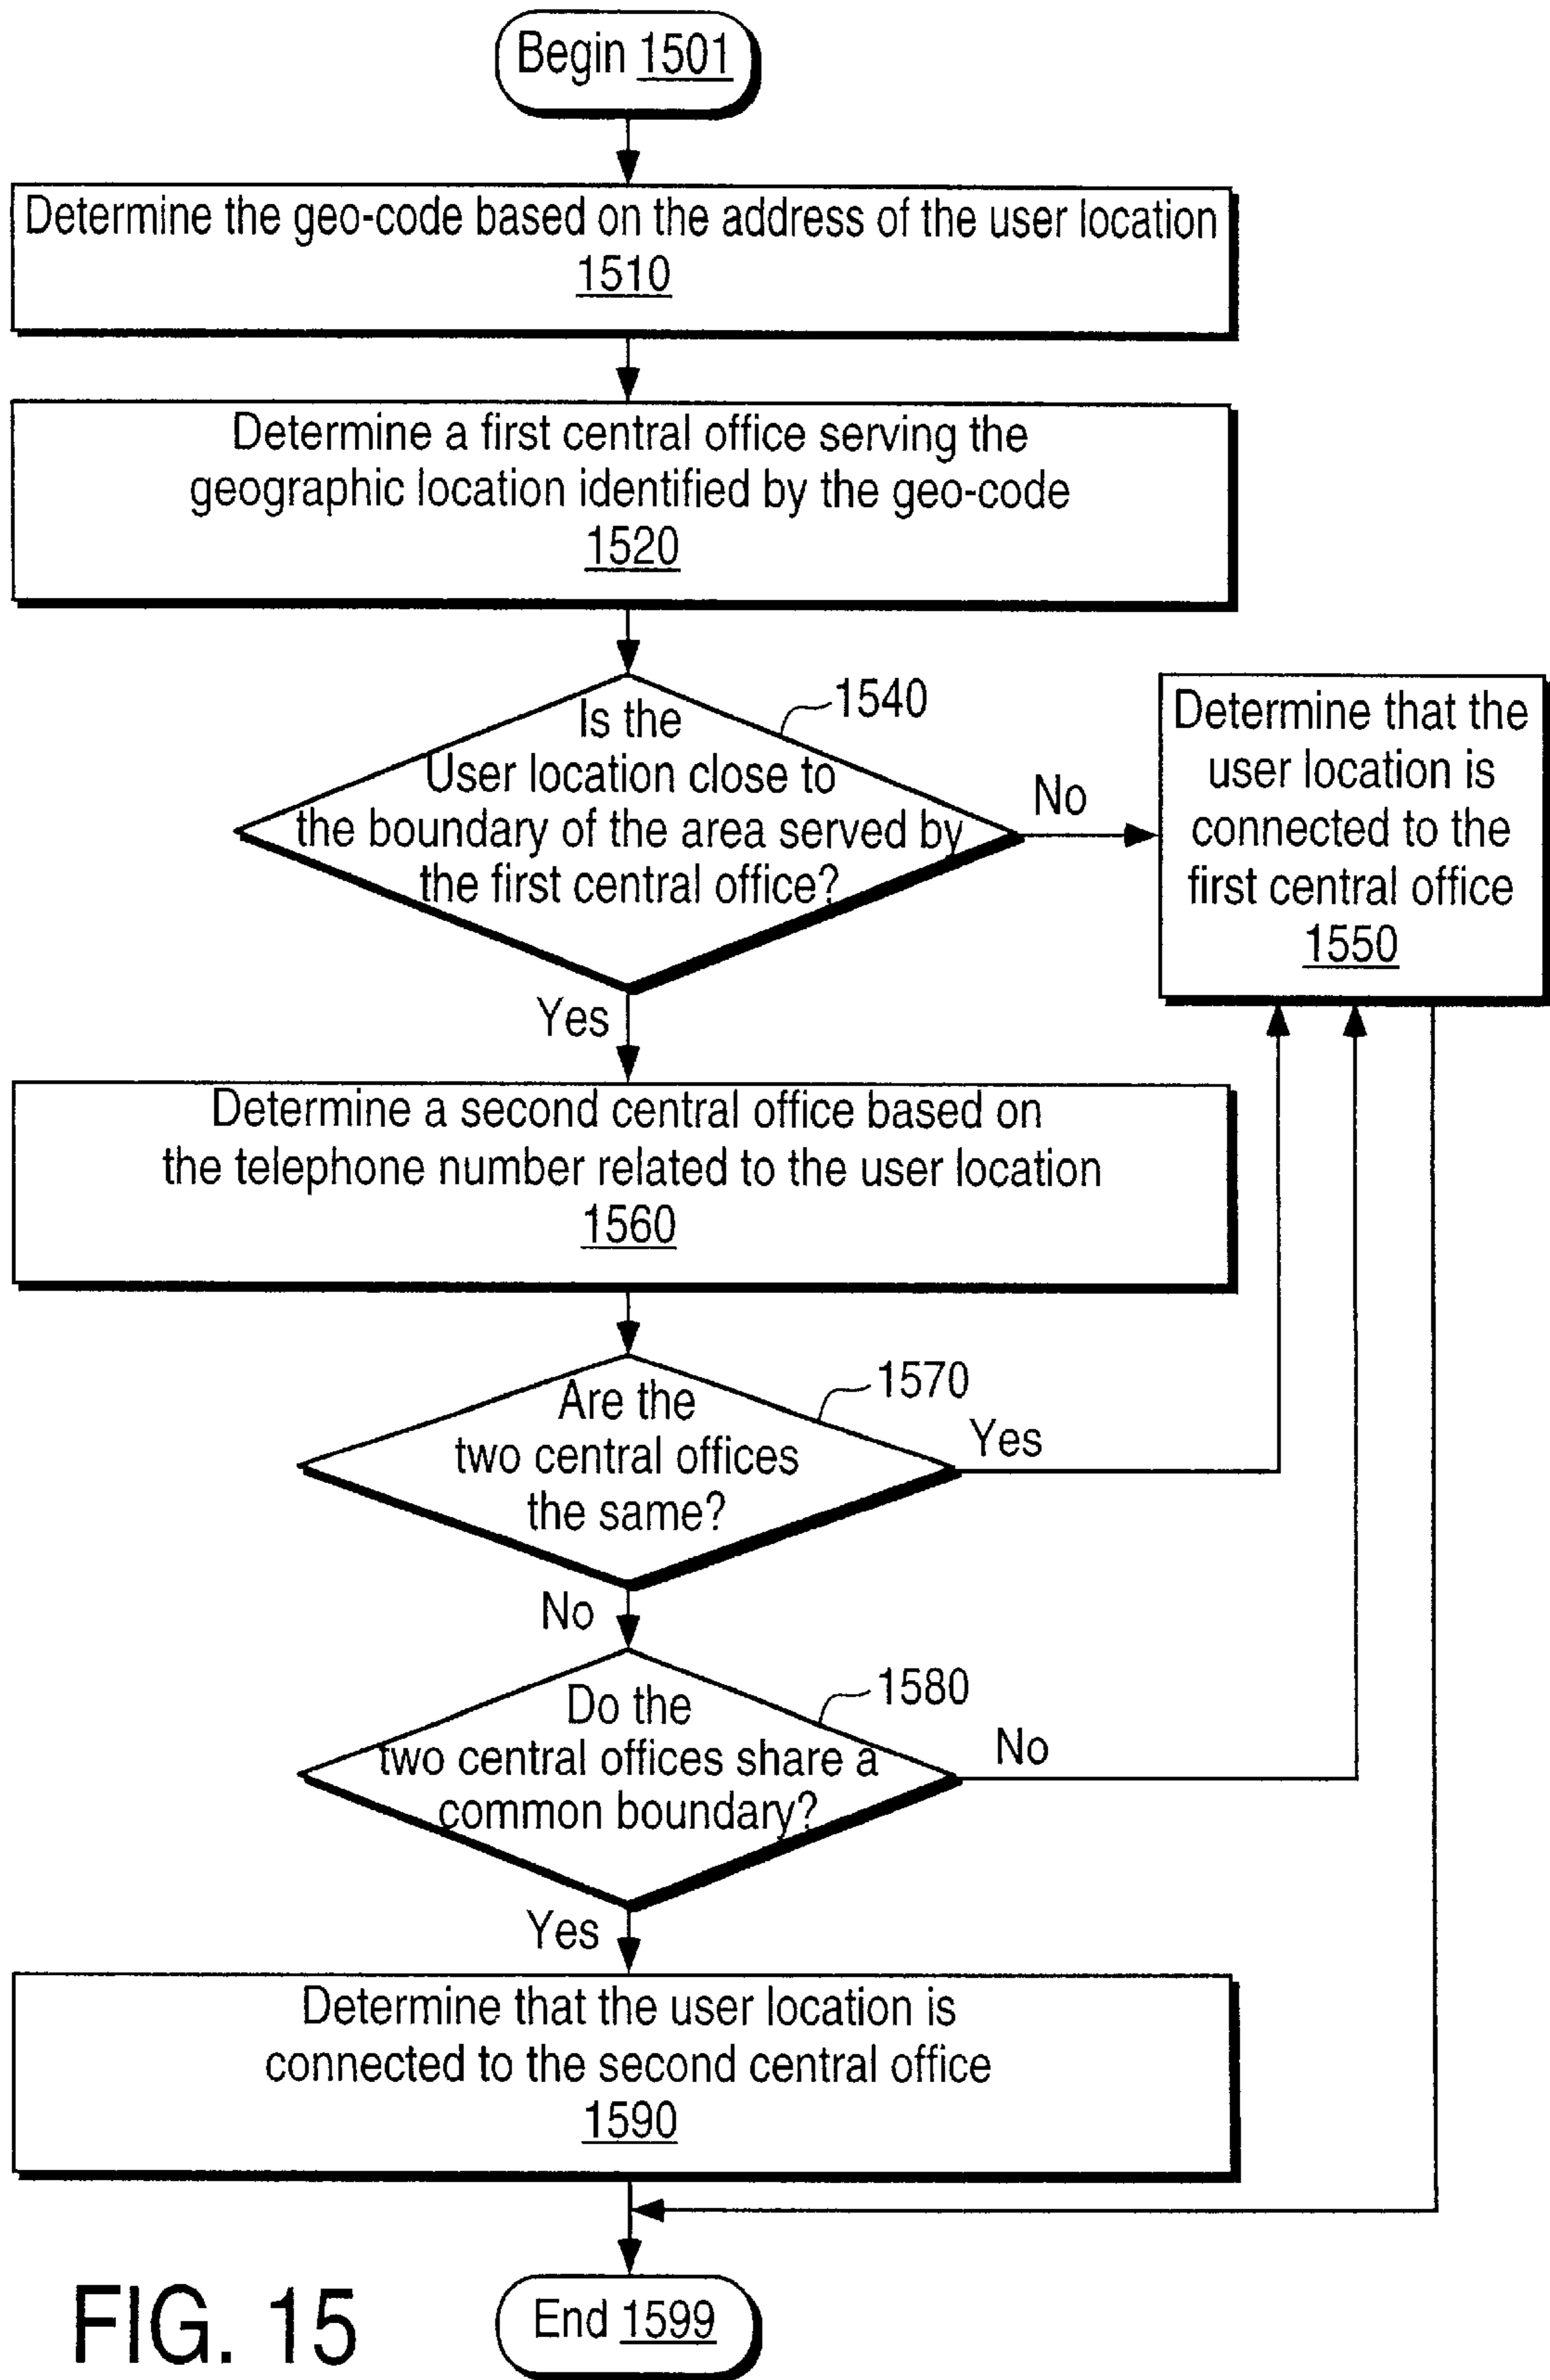 Begin 1501
Determine the geo-code based on the address of the user location
1510
Determine a first central office serving the
geographic location identified by the geo-code
1520
1540
Is the
User location close to
the boundary of the area served by
the first central office?
No
Determine that the
user location is
connected to the
first central office
1550
Yes
Determine a second central office based on
the telephone number related to the user location
1560
1570
Are the
two central offices
the same?
Yes
No
1580
Do the
two central offices share a
common boundary?
No
Yes
Determine that the user location is
connected to the second central office
1590
End 1599
FIG. 15